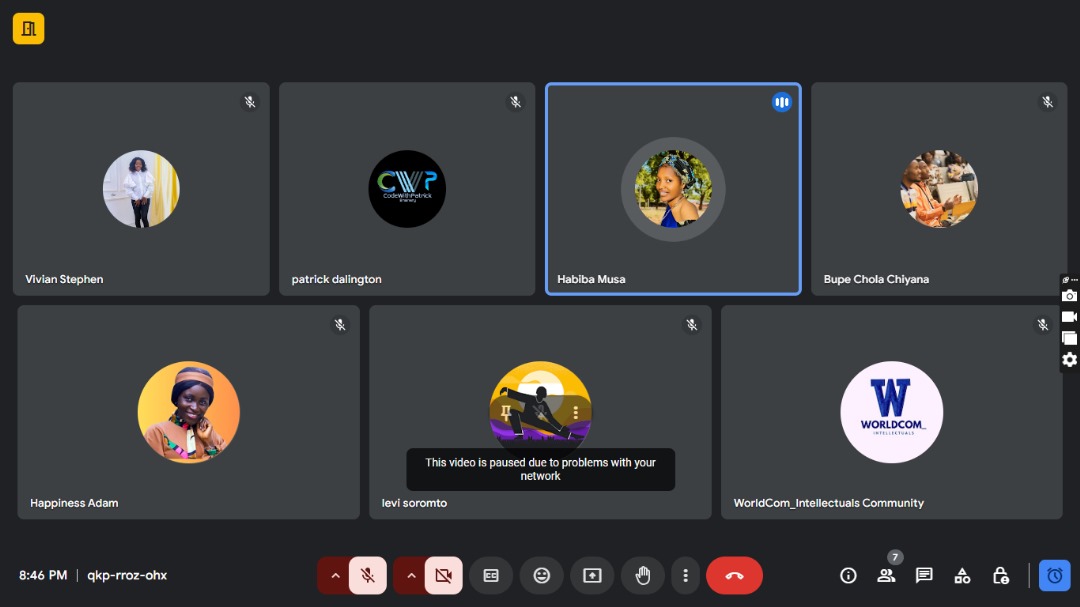 Vivian Stephen
CWP
CodeWithPatrick
patrick dalington
Habiba Musa
Bupe Chola Chiyana
Happiness Adam
This video is paused due to problems with your
network
levi soromto
W
WORLDCOM_
INTELLECTUALS
WorldCom_Intellectuals Community
8:46 PM | qkp-rroz-ohx
CC
7